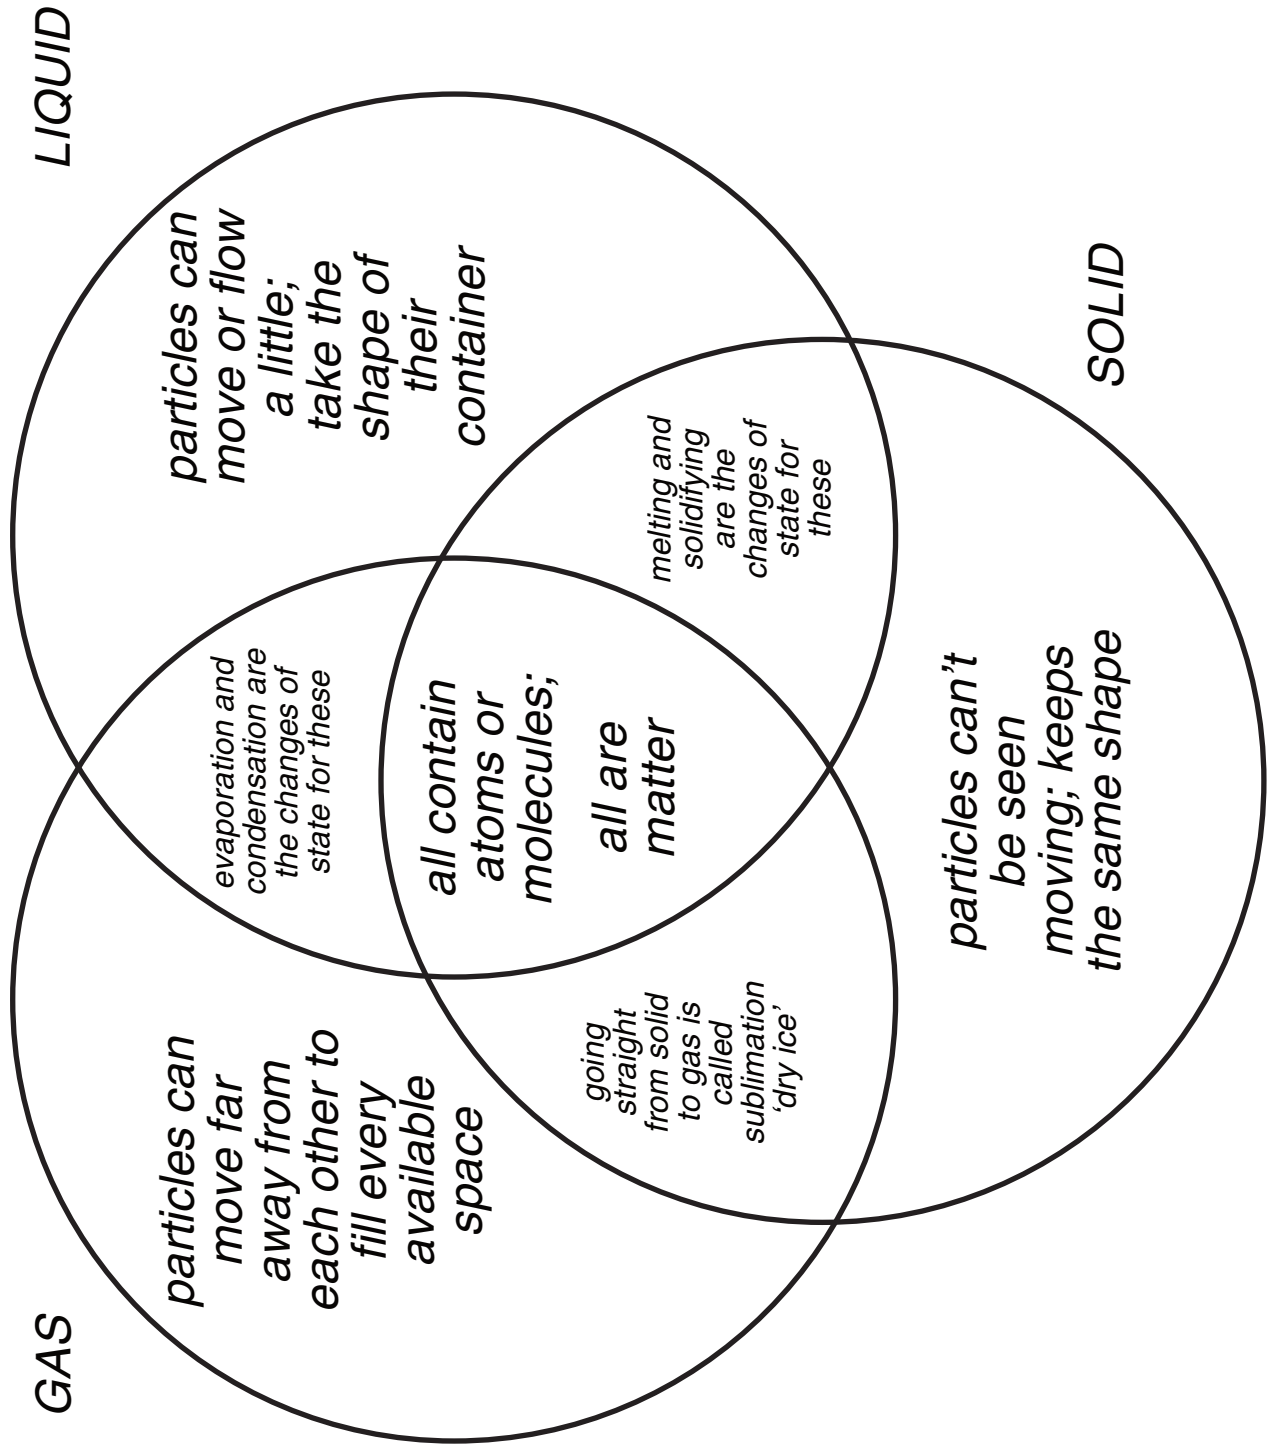 GAS
LIQUID
particles can
move far
away from
each other to
fill every
available
space
evaporation and
condensation are
the changes of
state for these
particles can
move or flow
a little;
take the
shape of
their
container
all contain
atoms or
molecules;
all are
matter
going
straight
from solid
to gas is
called
sublimation
‘dry ice’
melting and
solidifying
are the
changes of
state for
these
particles can’t
be seen
moving; keeps
the same shape
SOLID